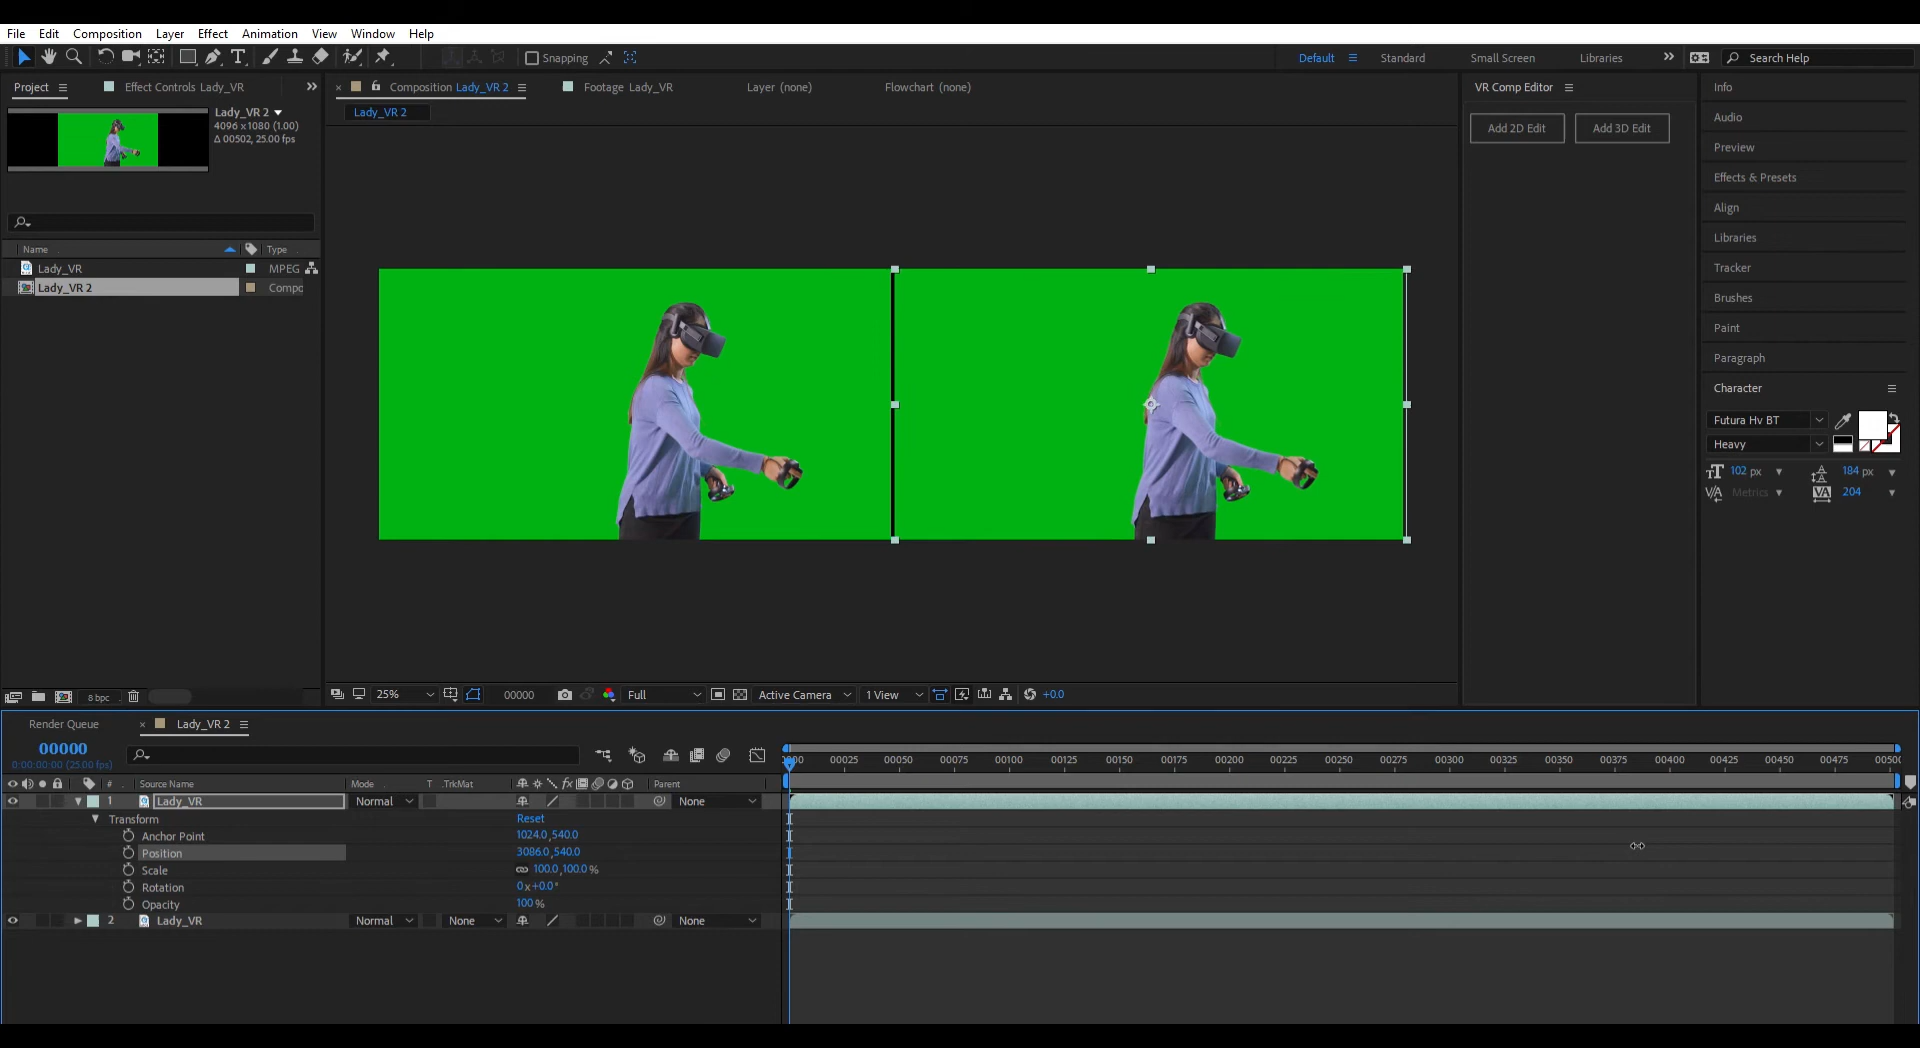 File Edit Composition Layer Effect Animation View Window Help
Snapping
Default Standard Small Screen Libraries Search Help
Project Effect Controls Lady_VR
Composition Lady_VR 2 Footage Lady_VR Layer (none) Flowchart (none)
VR Comp Editor
Info
Lady_VR 2
4096 x1080 (1.00)
Δ 00502, 25.00 fps
Lady_VR 2
Add 2D Edit Add 3D Edit
Audio
Preview
Effects & Presets
Align
Libraries
Tracker
Brushes
Paint
Paragraph
Character
Name Type
Lady_VR MPEG
Lady_VR 2 Compo
Futura Hv BT
Heavy
102 px 184 px
Metrics 204
8 bpc
25% 00000 Full Active Camera 1 View +0.0
Render Queue Lady_VR 2
00000
0:00:00:00 (25.00 fps)
0000 00025 00050 00075 00100 00125 00150 00175 00200 00225 00250 00275 00300 00325 00350 00375 00400 00425 00450 00475 00500
# Source Name Mode T TrkMat Parent
1 Lady_VR Normal None
Transform Reset
Anchor Point 1024.0,540.0
Position 3086.0,540.0
Scale 100.0,100.0%
Rotation 0x+0.0°
Opacity 100%
2 Lady_VR Normal None None